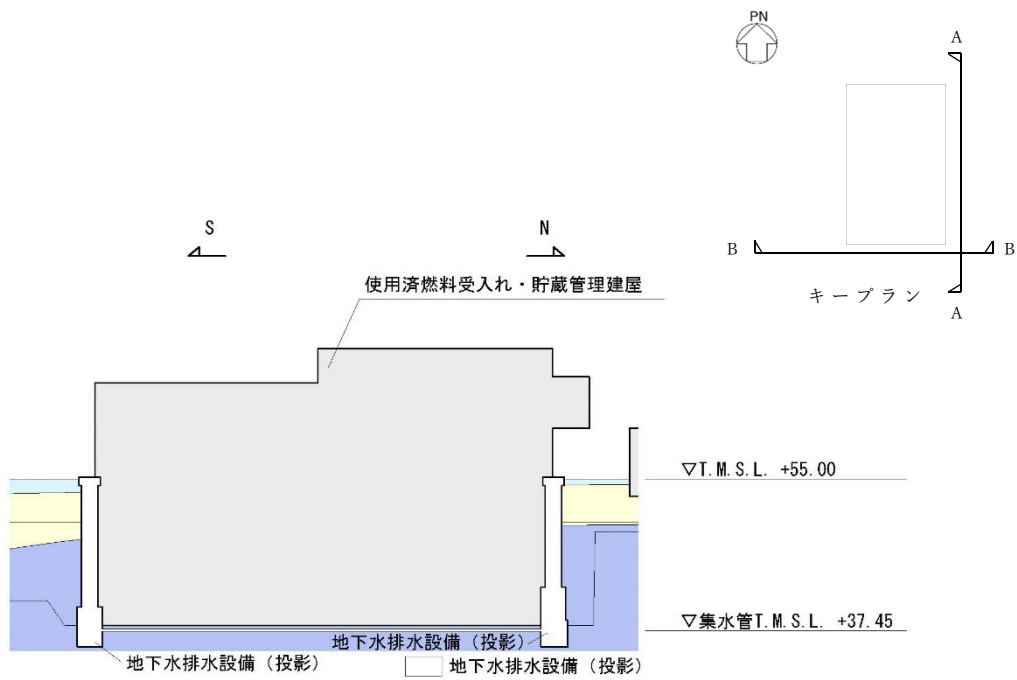 PN
A
B
B
キープラン
A
S
N
使用済燃料受入れ・貯蔵管理建屋
▽T.M.S.L. +55.00
▽集水管T.M.S.L. +37.45
地下水排水設備（投影）
地下水排水設備（投影）
地下水排水設備（投影）